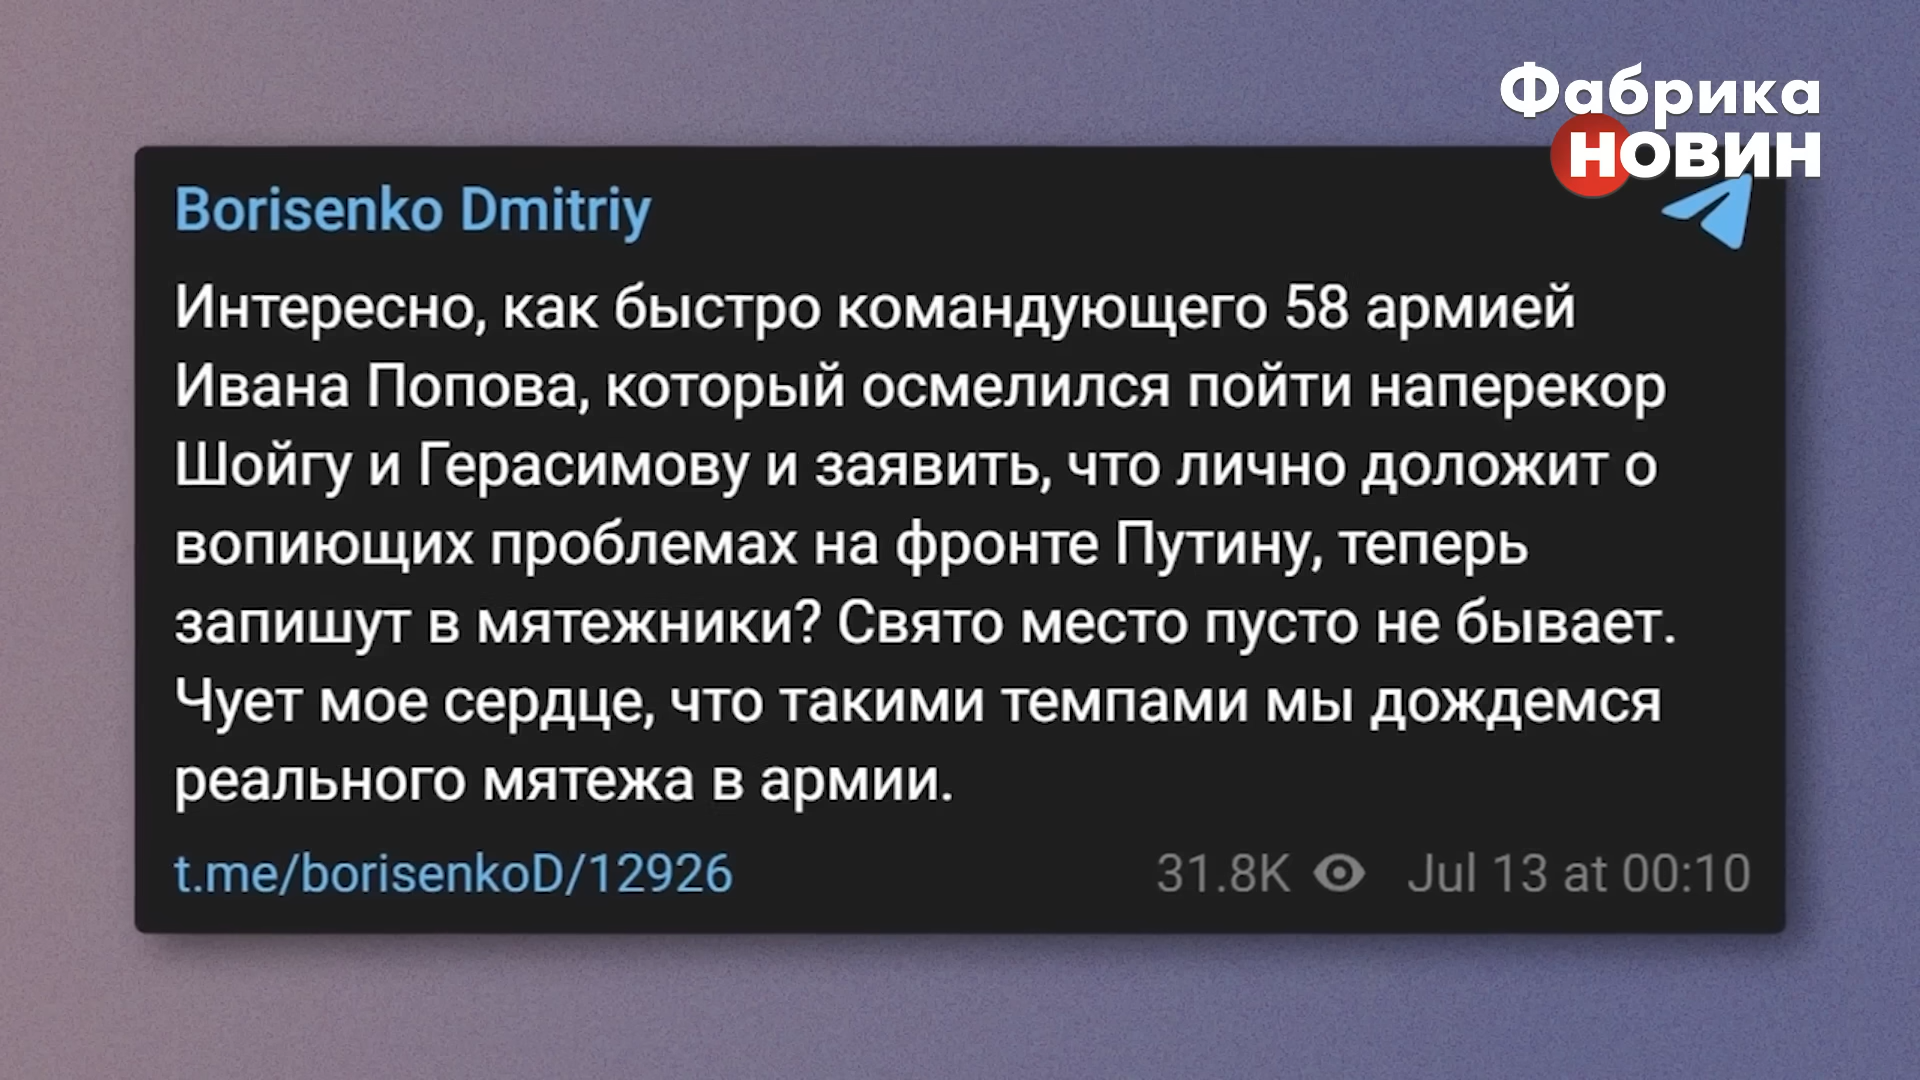 Фабрика
новин
Borisenko Dmitriy
Интересно, как быстро командующего 58 армией
Ивана Попова, который осмелился пойти наперекор
Шойгу и Герасимову и заявить, что лично доложит о
вопиющих проблемах на фронте Путину, теперь
запишут в мятежники? Свято место пусто не бывает.
Чует мое сердце, что такими темпами мы дождемся
реального мятежа в армии.
t.me/borisenkoD/12926
31.8K Jul 13 at 00:10